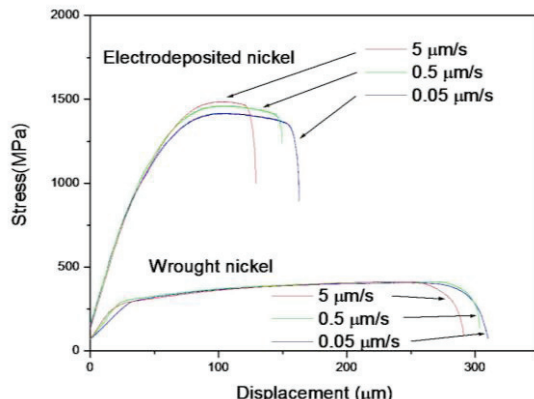 2000
Electrodeposited nickel
5 μm/s
0.5 μm/s
0.05 μm/s
1500
Stress(MPa)
1000
500
Wrought nickel
5 μm/s
0.5 μm/s
0.05 μm/s
0
0
100
200
300
Displacement (μm)